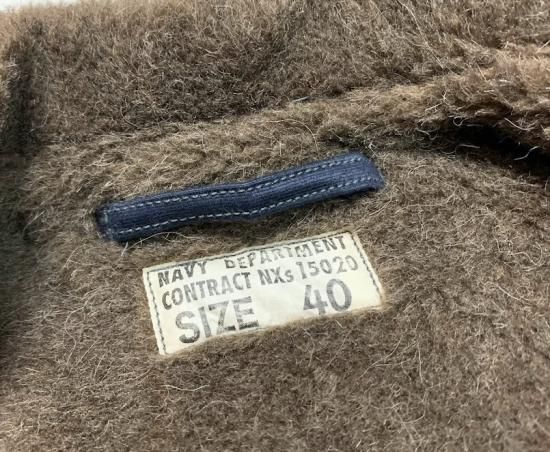 NAVY DEPARTMENT
CONTRACT NXs 15020
SIZE 40